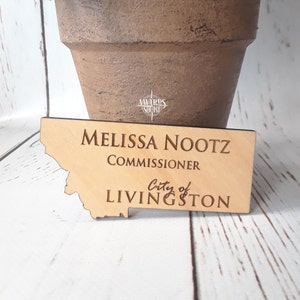 MELISSA NOOTZ
COMMISSIONER
City of
LIVINGSTON